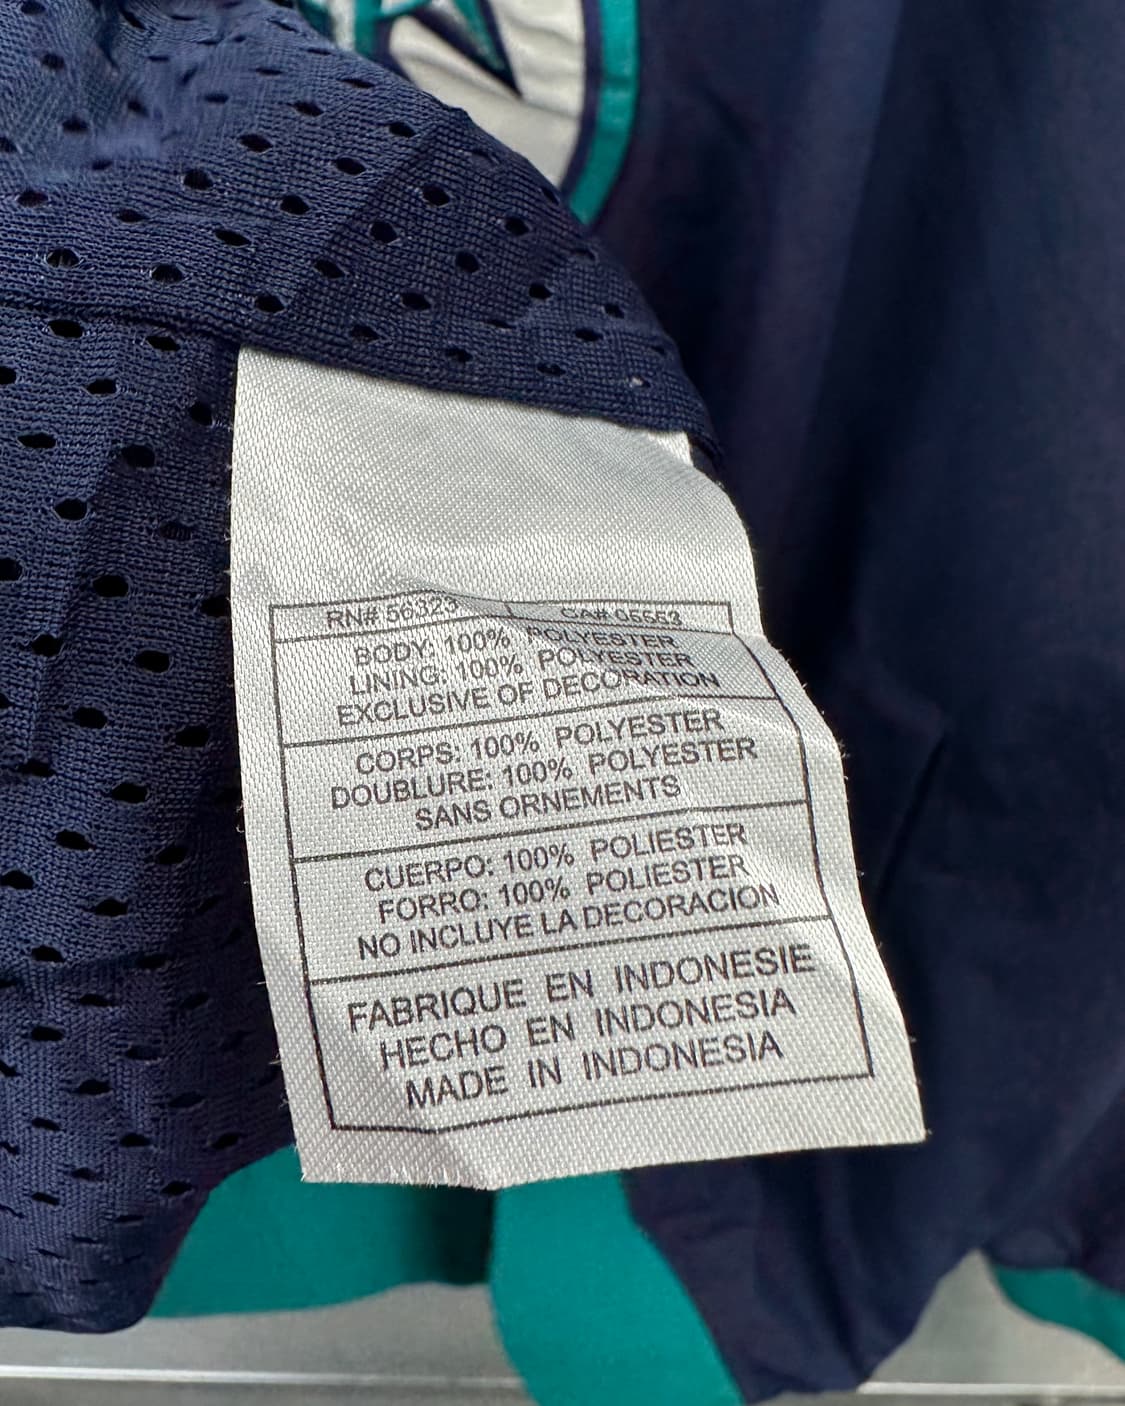 RN# 56323 CA# 05553
BODY: 100% POLYESTER
LINING: 100% POLYESTER
EXCLUSIVE OF DECORATION
CORPS: 100% POLYESTER
DOUBLURE: 100% POLYESTER
SANS ORNEMENTS
CUERPO: 100% POLIESTER
FORRO: 100% POLIESTER
NO INCLUYE LA DECORACION
FABRIQUE EN INDONESIE
HECHO EN INDONESIA
MADE IN INDONESIA